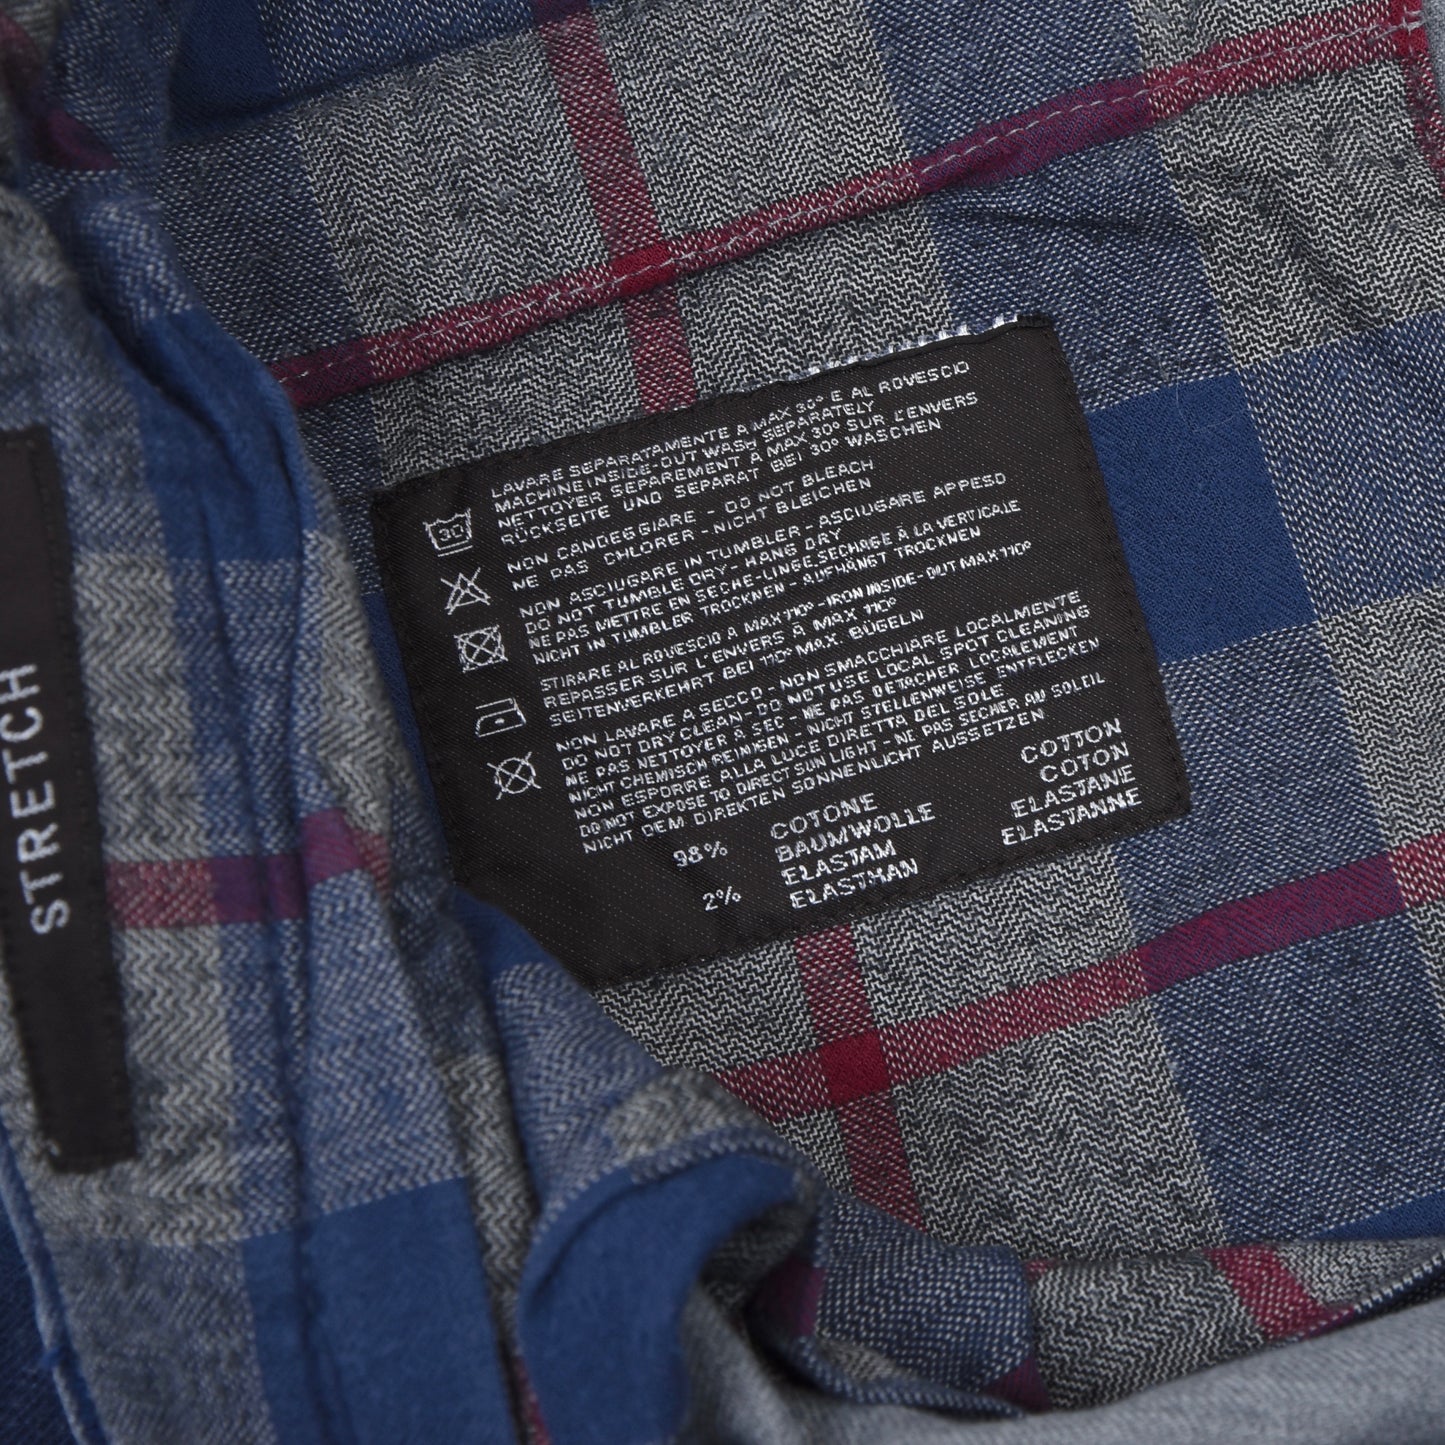 STRETCH
30
LAVARE SEPARATAMENTE A MAX 30° E AL ROVESCIO
MACHINE INSIDE-OUT WASH SEPARATELY
NETTOYER SEPAREMENT À MAX 30° SUR L'ENVERS
RÜCKSEITE UND SEPARAT BEI 30° WASCHEN
NON CANDEGGIARE - DO NOT BLEACH
NE PAS CHLORER - NICHT BLEICHEN
NON ASCIUGARE IN TUMBLER - ASCIUGARE APPESO
DO NOT TUMBLE DRY - HANG DRY
NE PAS METTRE EN SÈCHE-LINGE SÈCHAGE À LA VERTICALE
NICHT IN TUMBLER TROCKNEN - AUFHÄNGT TROCKNEN
STIRARE AL ROVESCIO A MAX 110° - IRON INSIDE-OUT MAX 110°
REPASSER SUR L'ENVERS À MAX 110°
SEITENVERKEHRT BEI 110° MAX. BÜGELN
NON LAVARE A SECCO - NON SMACCHIARE LOCALMENTE
DO NOT DRY CLEAN - DO NOT USE LOCAL SPOT CLEANING
NE PAS NETTOYER À SEC - NE PAS DETACHER LOCALEMENT
NICHT CHEMISCH REINIGEN - NICHT STELLENWEISE ENTFLECKEN
NON ESPORRE ALLA LUCE DIRETTA DEL SOLE
DO NOT EXPOSE TO DIRECT SUN LIGHT - NE PAS SECHER AU SOLEIL
NICHT DEM DIREKTEN SONNENLICHT AUSSETZEN
98% COTONE COTTON
BAUMWOLLE COTON
2% ELASTAM ELASTANE
ELASTHAN ELASTANNE